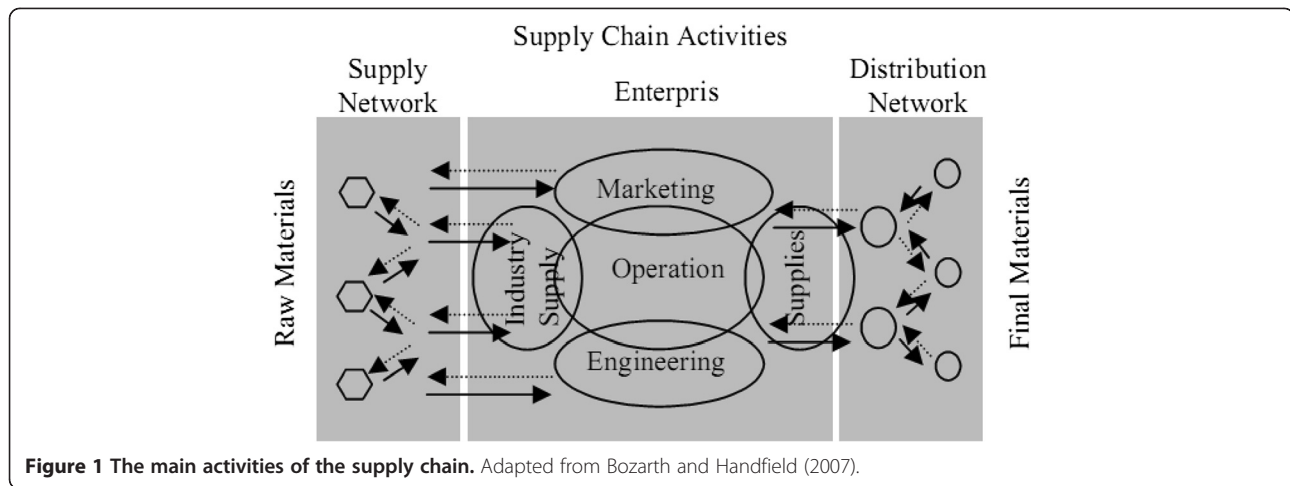 Supply Chain Activities
Supply
Network
Enterpris
Distribution
Network
Raw Materials
Marketing
Industry
Supply
Operation
Supplies
Engineering
Final Materials
Figure 1 The main activities of the supply chain. Adapted from Bozarth and Handfield (2007).